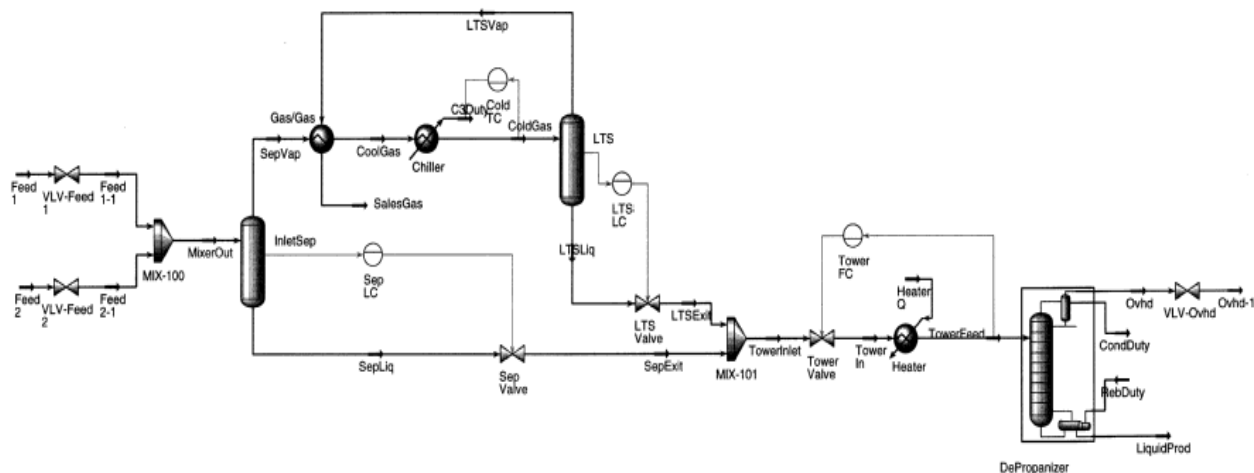 LTSVap
C3Duty
Cold
TC
Gas/Gas
SepVap
CoolGas
Chiller
ColdGas
LTS
Feed
1
VLV-Feed
1
Feed
1-1
SalesGas
LTS
LC
InletSep
MixerOut
MIX-100
Sep
LC
LTSLiq
Tower
FC
Feed
2
VLV-Feed
2
Feed
2-1
Heater
Q
Ovhd
VLV-Ovhd
Ovhd-1
LTS
Valve
LTSExit
TowerInlet
Tower
Valve
Tower
In
Heater
TowerFeed
CondDuty
SepLiq
Sep
Valve
SepExit
MIX-101
RebDuty
LiquidProd
DePropanizer